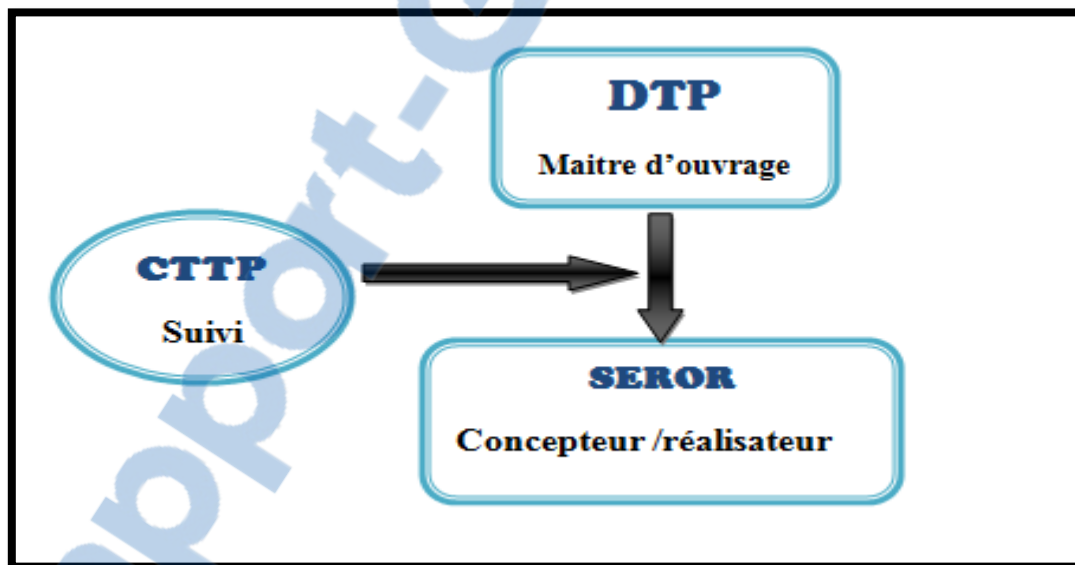 DTP
Maitre d'ouvrage
CTTP
Suivi
SEROR
Concepteur /réalisateur